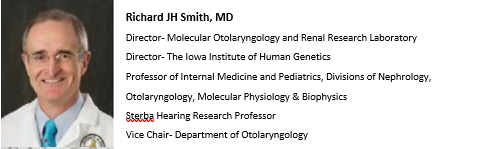 Richard JH Smith, MD
Director- Molecular Otolaryngology and Renal Research Laboratory
Director- The Iowa Institute of Human Genetics
Professor of Internal Medicine and Pediatrics, Divisions of Nephrology,
Otolaryngology, Molecular Physiology & Biophysics
Sterba Hearing Research Professor
Vice Chair- Department of Otolaryngology